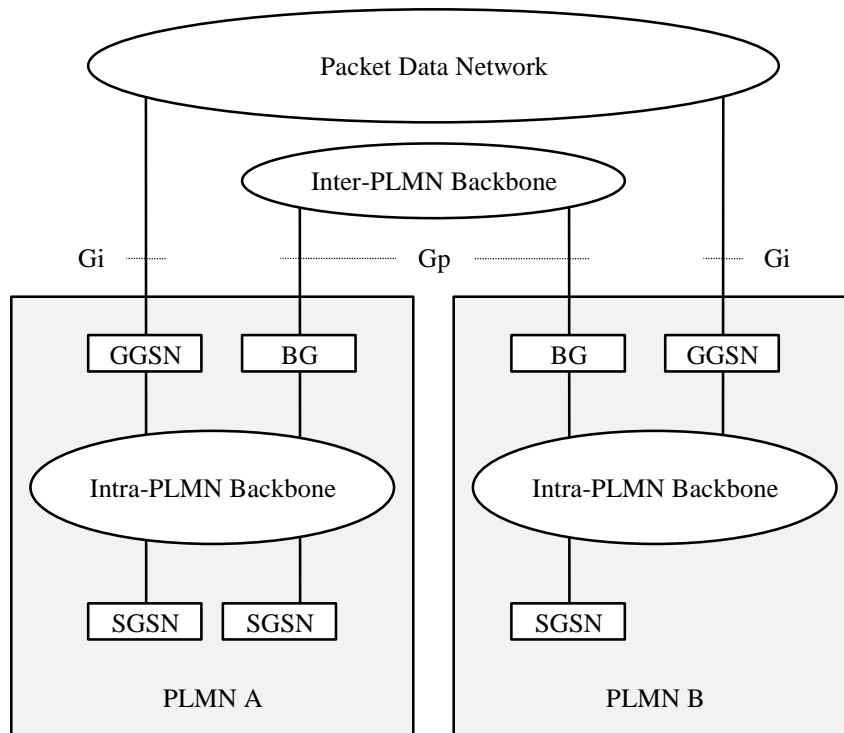 Packet Data Network
Inter-PLMN Backbone
Gi Gp Gi
GGSN BG BG GGSN
Intra-PLMN Backbone Intra-PLMN Backbone
SGSN SGSN SGSN
PLMN A PLMN B